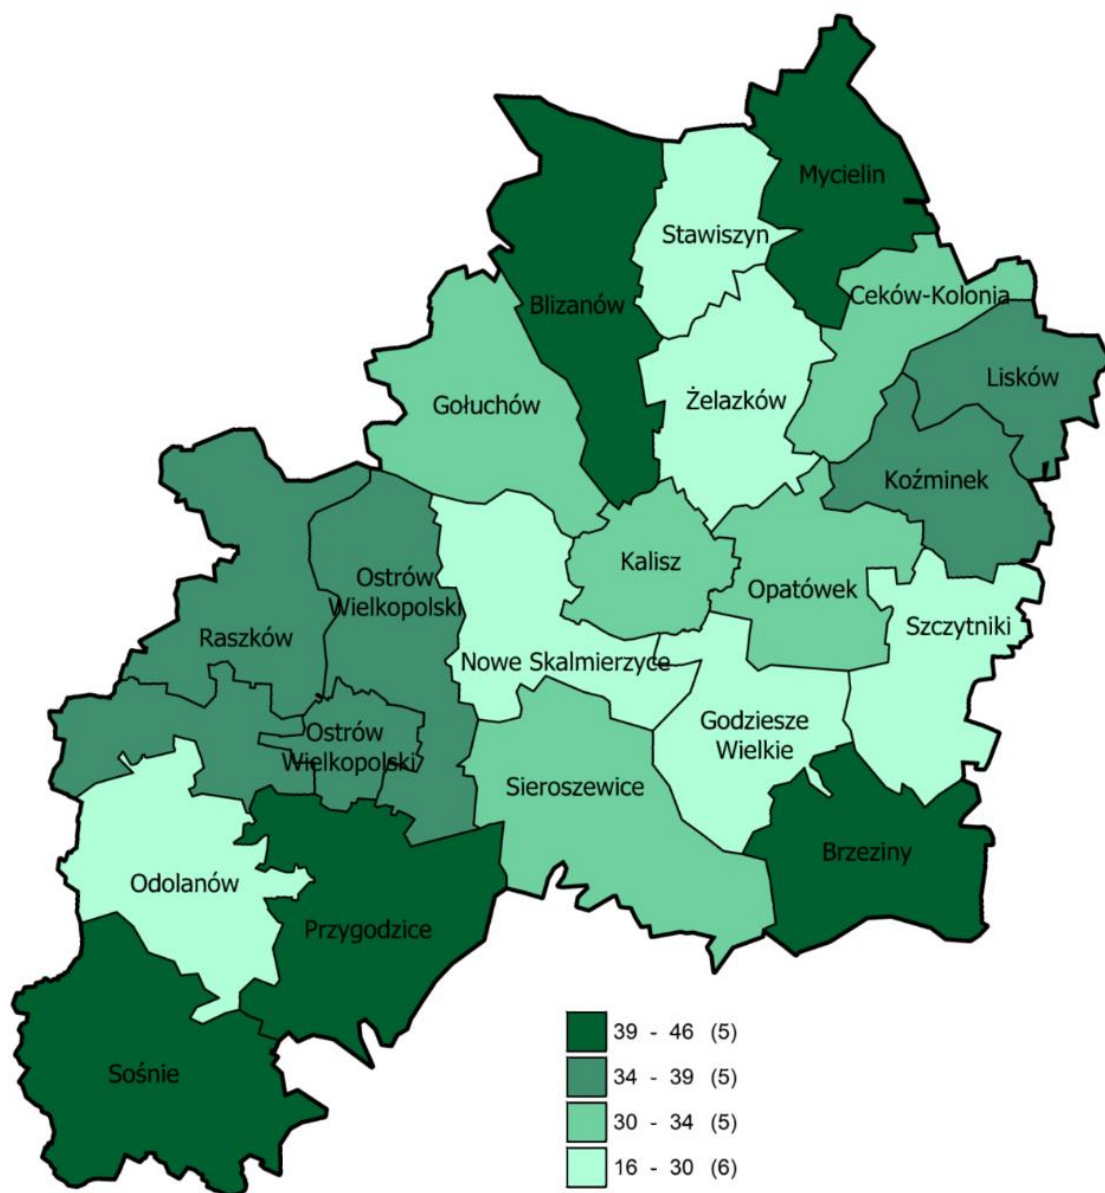 Mycielin
Stawiszyn
Ceków-Kolonia
Blizanów
Lisków
Żelazków
Gołuchów
Koźminek
Kalisz
Ostrów
Wielkopolski
Opatówek
Szczytniki
Raszków
Nowe Skalmierzyce
Godziesze
Wielkie
Ostrów
Wielkopolski
Sieroszewice
Brzeziny
Odolanów
Przygodzice
Sośnie
39 - 46 (5)
34 - 39 (5)
30 - 34 (5)
16 - 30 (6)